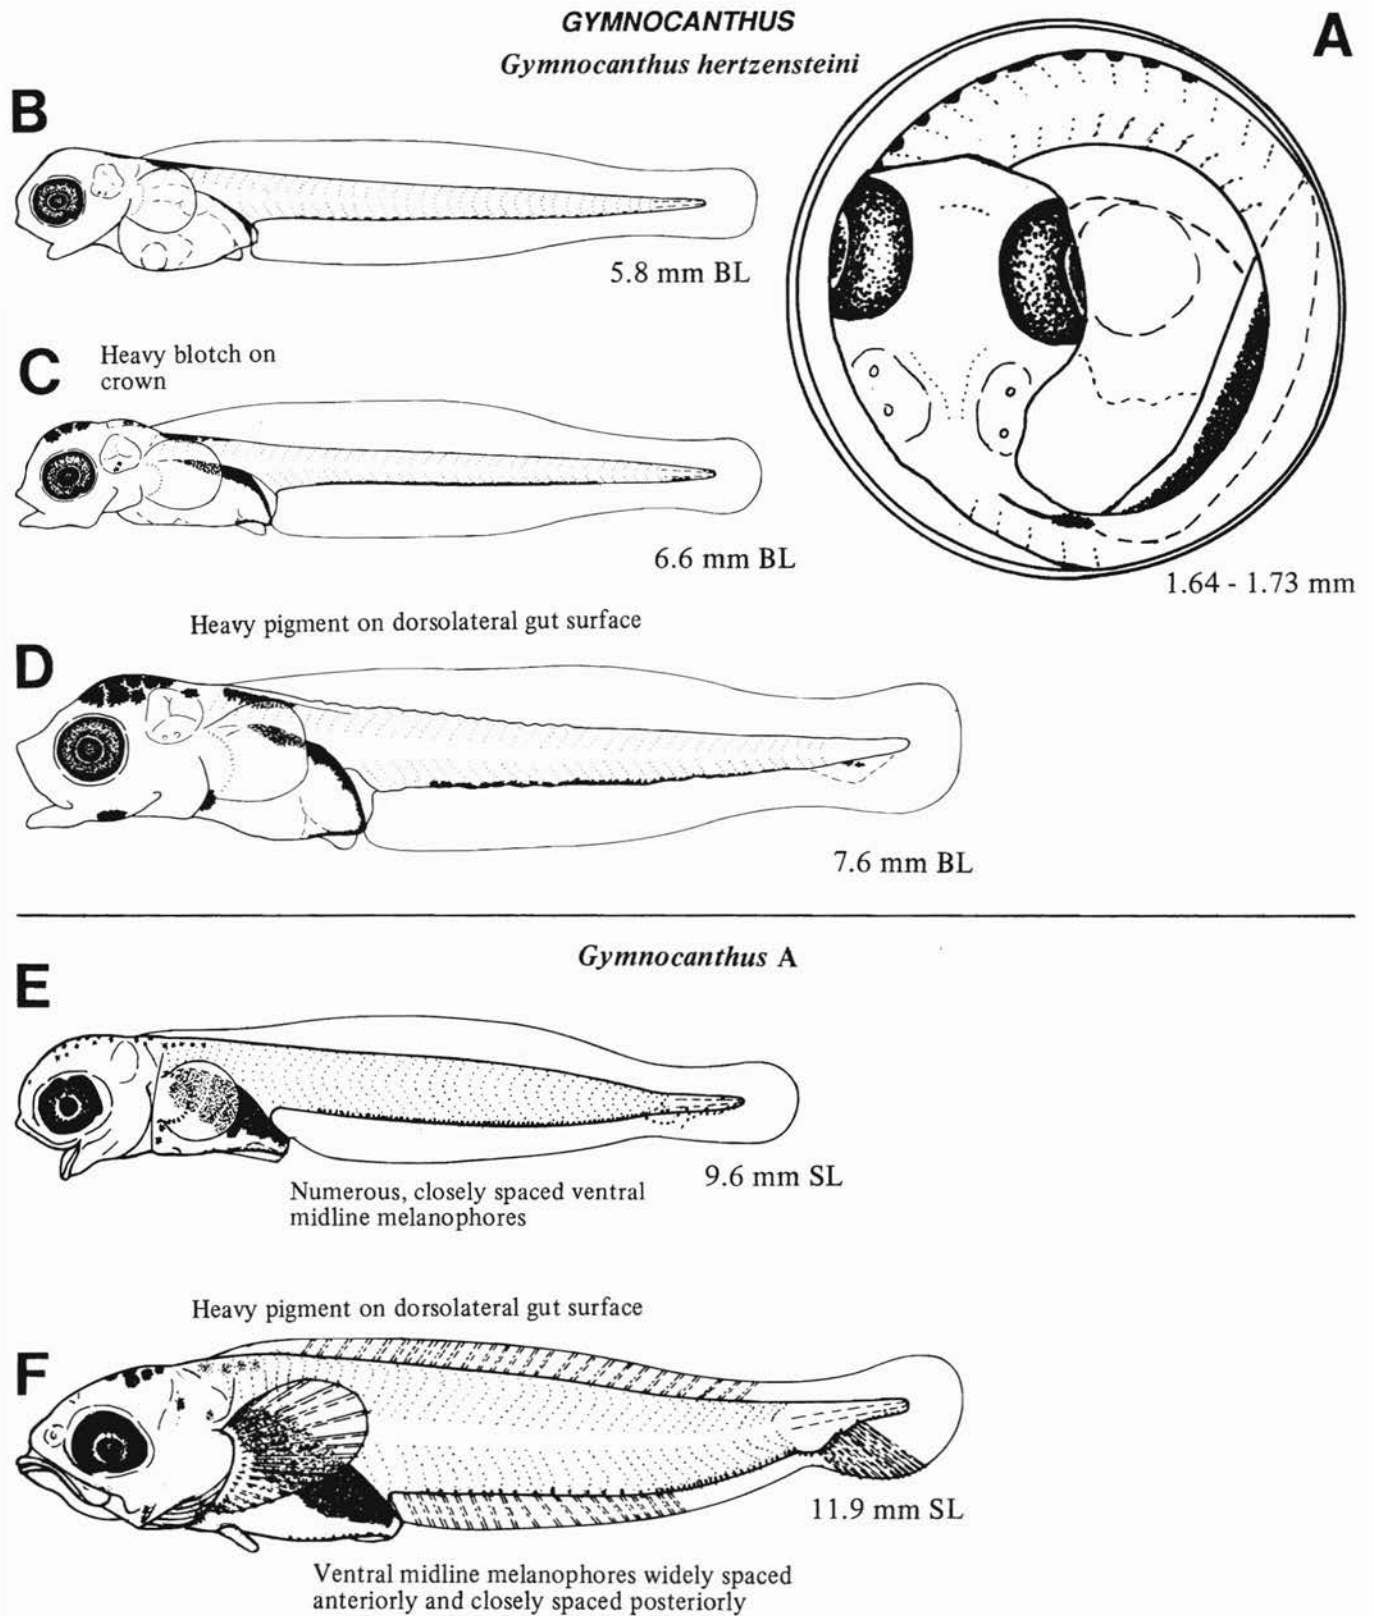 GYMNOCANTHUS
Gymnocanthus hertzensteini
A
B
5.8 mm BL
C
Heavy blotch on
crown
6.6 mm BL
1.64 - 1.73 mm
Heavy pigment on dorsolateral gut surface
D
7.6 mm BL
Gymnocanthus A
E
9.6 mm SL
Numerous, closely spaced ventral
midline melanophores
Heavy pigment on dorsolateral gut surface
F
11.9 mm SL
Ventral midline melanophores widely spaced
anteriorly and closely spaced posteriorly